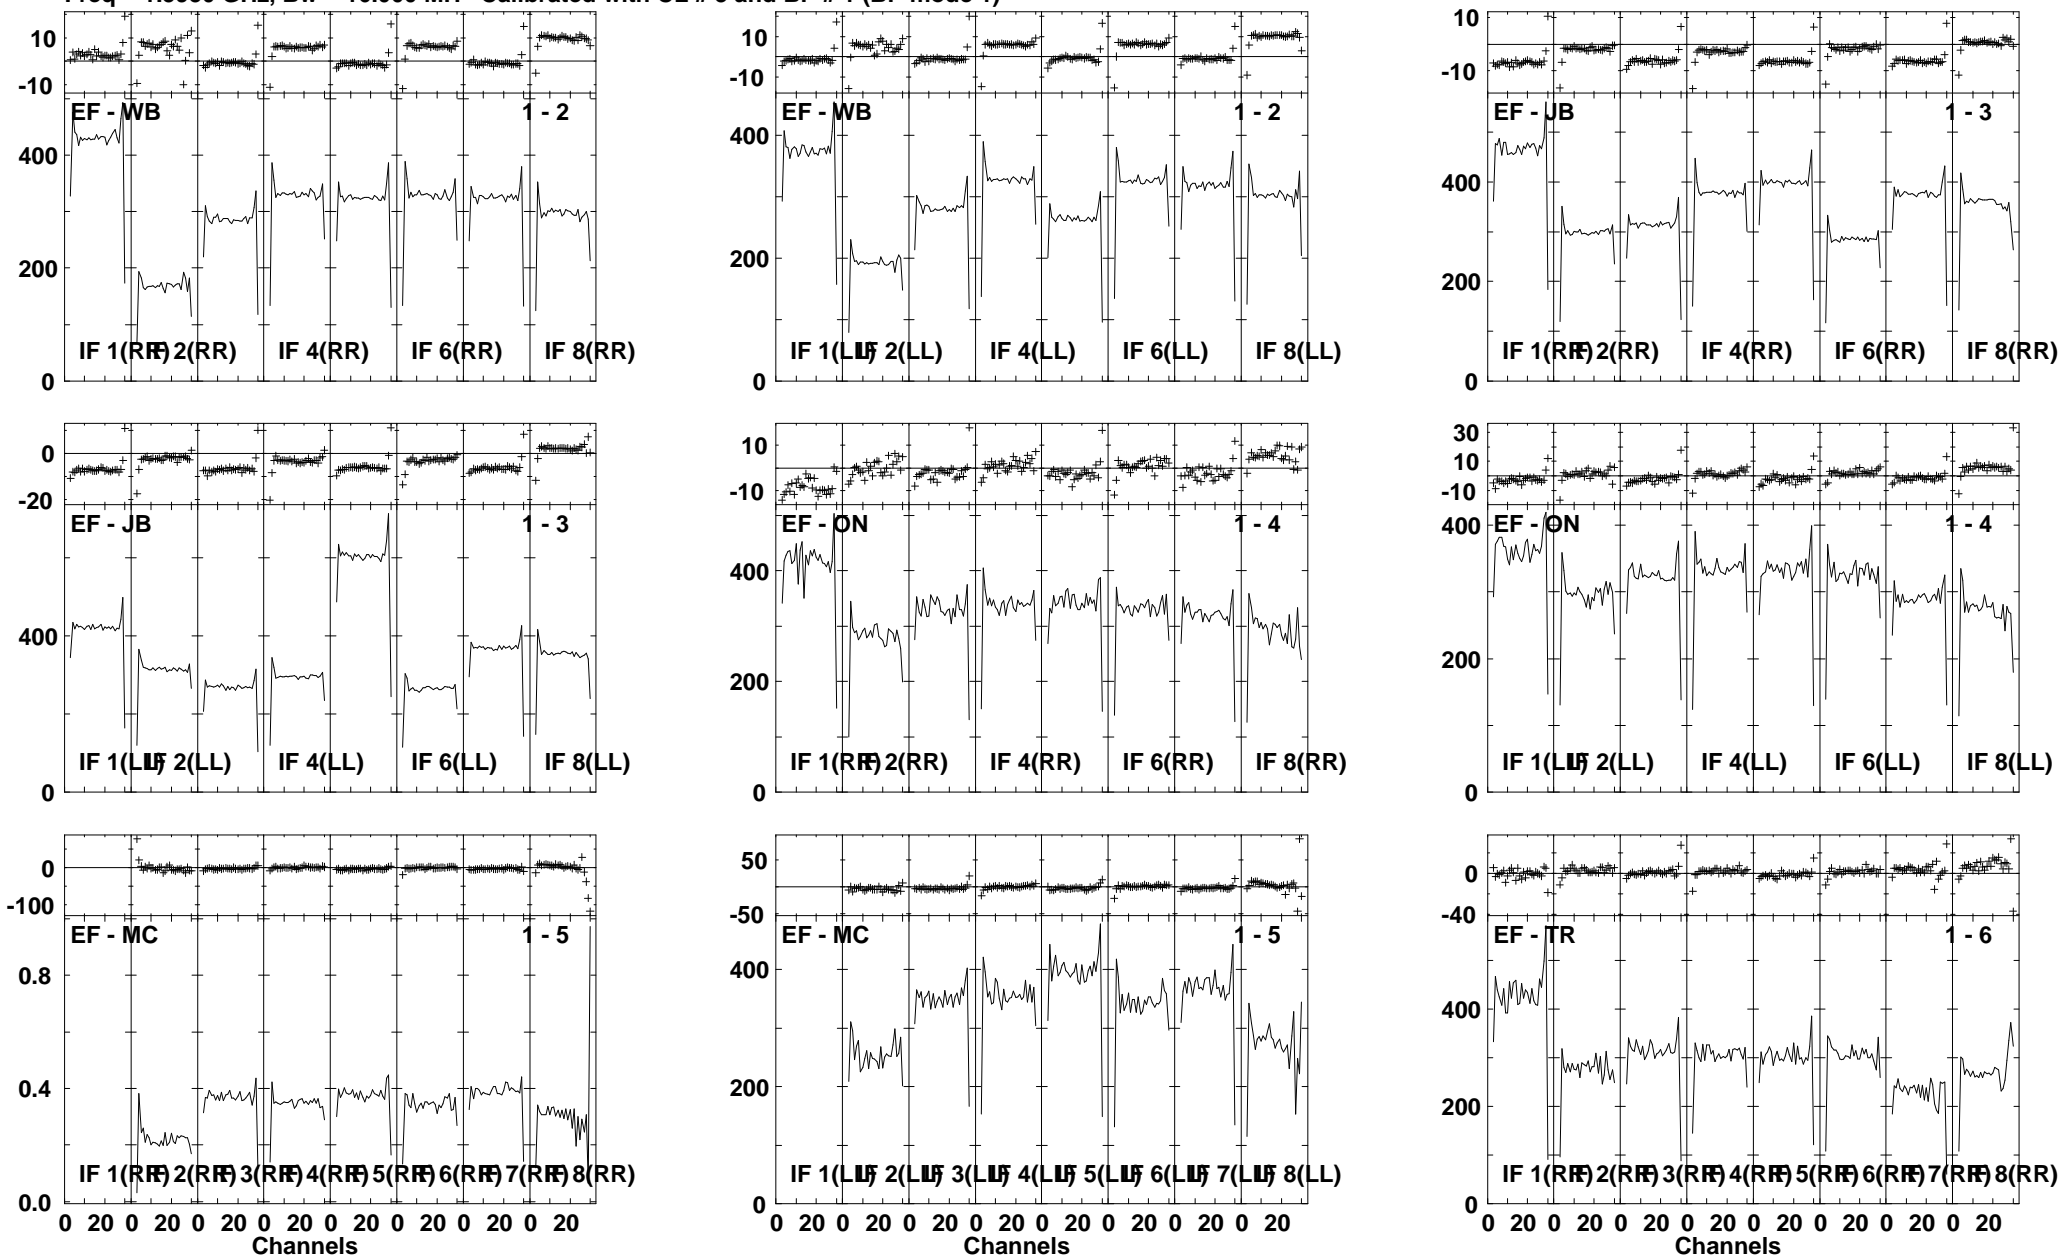 10
-10
EF - WB
1 - 2
400
200
0
IF 1(RR)
IF 2(RR)
IF 4(RR)
IF 6(RR)
IF 8(RR)
10
-10
EF - WB
1 - 2
400
200
0
IF 1(LL)
IF 2(LL)
IF 4(LL)
IF 6(LL)
IF 8(LL)
10
-10
EF - JB
1 - 3
400
200
0
IF 1(RR)
IF 2(RR)
IF 4(RR)
IF 6(RR)
IF 8(RR)
0
-20
EF - JB
1 - 3
400
0
IF 1(LL)
IF 2(LL)
IF 4(LL)
IF 6(LL)
IF 8(LL)
10
-10
EF - ON
1 - 4
400
200
0
IF 1(RR)
IF 2(RR)
IF 4(RR)
IF 6(RR)
IF 8(RR)
30
10
-10
EF - ON
1 - 4
400
200
0
IF 1(LL)
IF 2(LL)
IF 4(LL)
IF 6(LL)
IF 8(LL)
0
-100
EF - MC
1 - 5
0.8
0.4
0.0
IF 1(RR)
IF 2(RR)
IF 3(RR)
IF 4(RR)
IF 5(RR)
IF 6(RR)
IF 7(RR)
IF 8(RR)
0 20 0 20 0 20 0 20 0 20 0 20 0 20 0 20
Channels
50
-50
EF - MC
1 - 5
400
200
0
IF 1(LL)
IF 2(LL)
IF 3(LL)
IF 4(LL)
IF 5(LL)
IF 6(LL)
IF 7(LL)
IF 8(LL)
0 20 0 20 0 20 0 20 0 20 0 20 0 20 0 20
Channels
0
-40
EF - TR
1 - 6
400
200
0
IF 1(RR)
IF 2(RR)
IF 3(RR)
IF 4(RR)
IF 5(RR)
IF 6(RR)
IF 7(RR)
IF 8(RR)
0 20 0 20 0 20 0 20 0 20 0 20 0 20 0 20
Channels